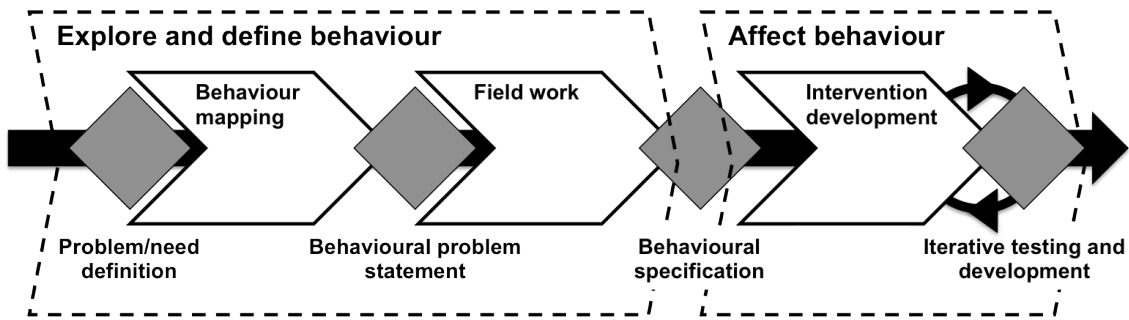 Explore and define behaviour
Affect behaviour
Behaviour
mapping
Field work
Intervention
development
Problem/need
definition
Behavioural problem
statement
Behavioural
specification
Iterative testing and
development